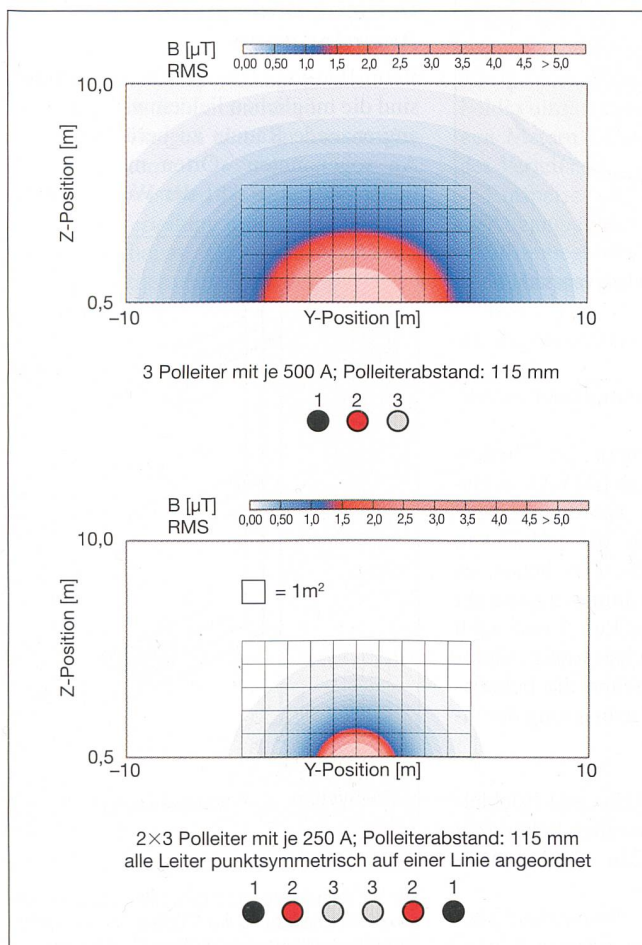 B [µT]
RMS
0,00 0,50 1,0 1,5 2,0 2,5 3,0 3,5 4,0 4,5 > 5,0
10,0
Z-Position [m]
0,5
−10
Y-Position [m]
10
3 Polleiter mit je 500 A; Polleiterabstand: 115 mm
1 2 3
B [µT]
RMS
0,00 0,50 1,0 1,5 2,0 2,5 3,0 3,5 4,0 4,5 > 5,0
10,0
= 1m²
Z-Position [m]
0,5
−10
Y-Position [m]
10
2×3 Polleiter mit je 250 A; Polleiterabstand: 115 mm
alle Leiter punktsymmetrisch auf einer Linie angeordnet
1 2 3 3 2 1